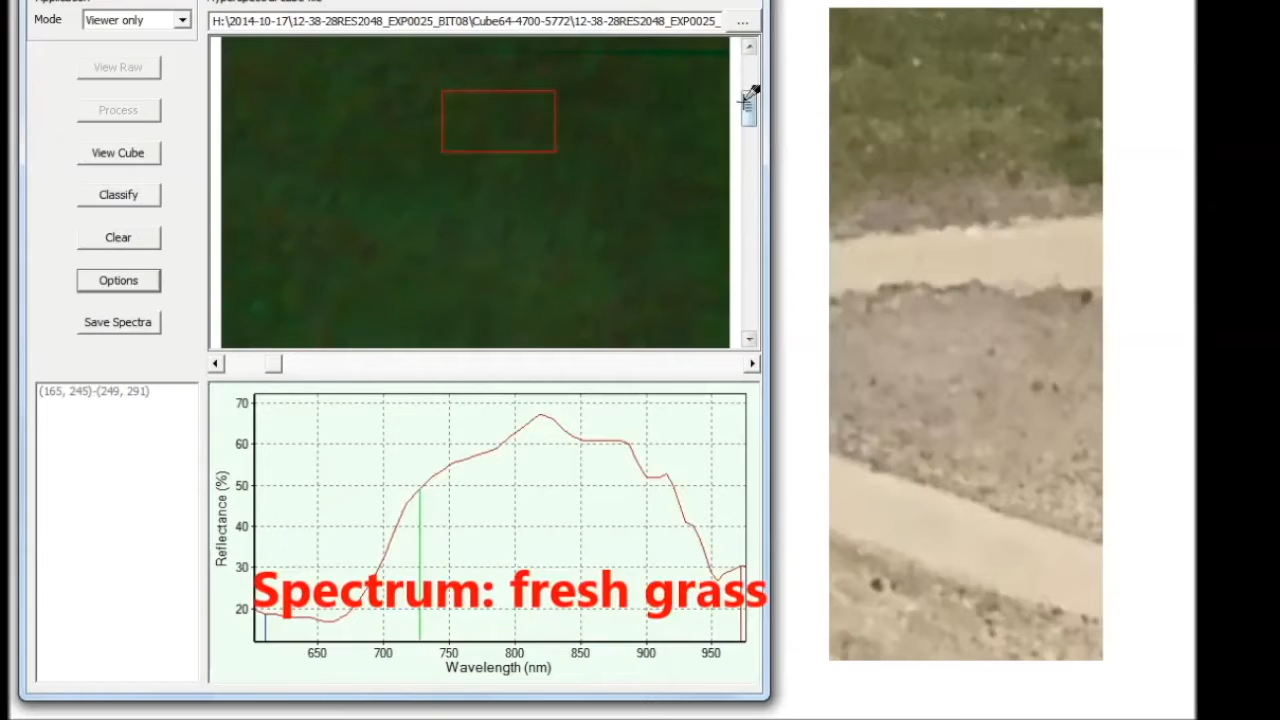 Mode
Viewer only
H:\2014-10-17\12-38-28RES2048_EXP0025_BIT08\Cube64-4700-5772\12-38-28RES2048_EXP0025_
...
View Raw
Process
View Cube
Classify
Clear
Options
Save Spectra
(165, 245)-(249, 291)
70
60
50
40
30
20
Reflectance (%)
Spectrum: fresh grass
650 700 750 800 850 900 950
Wavelength (nm)